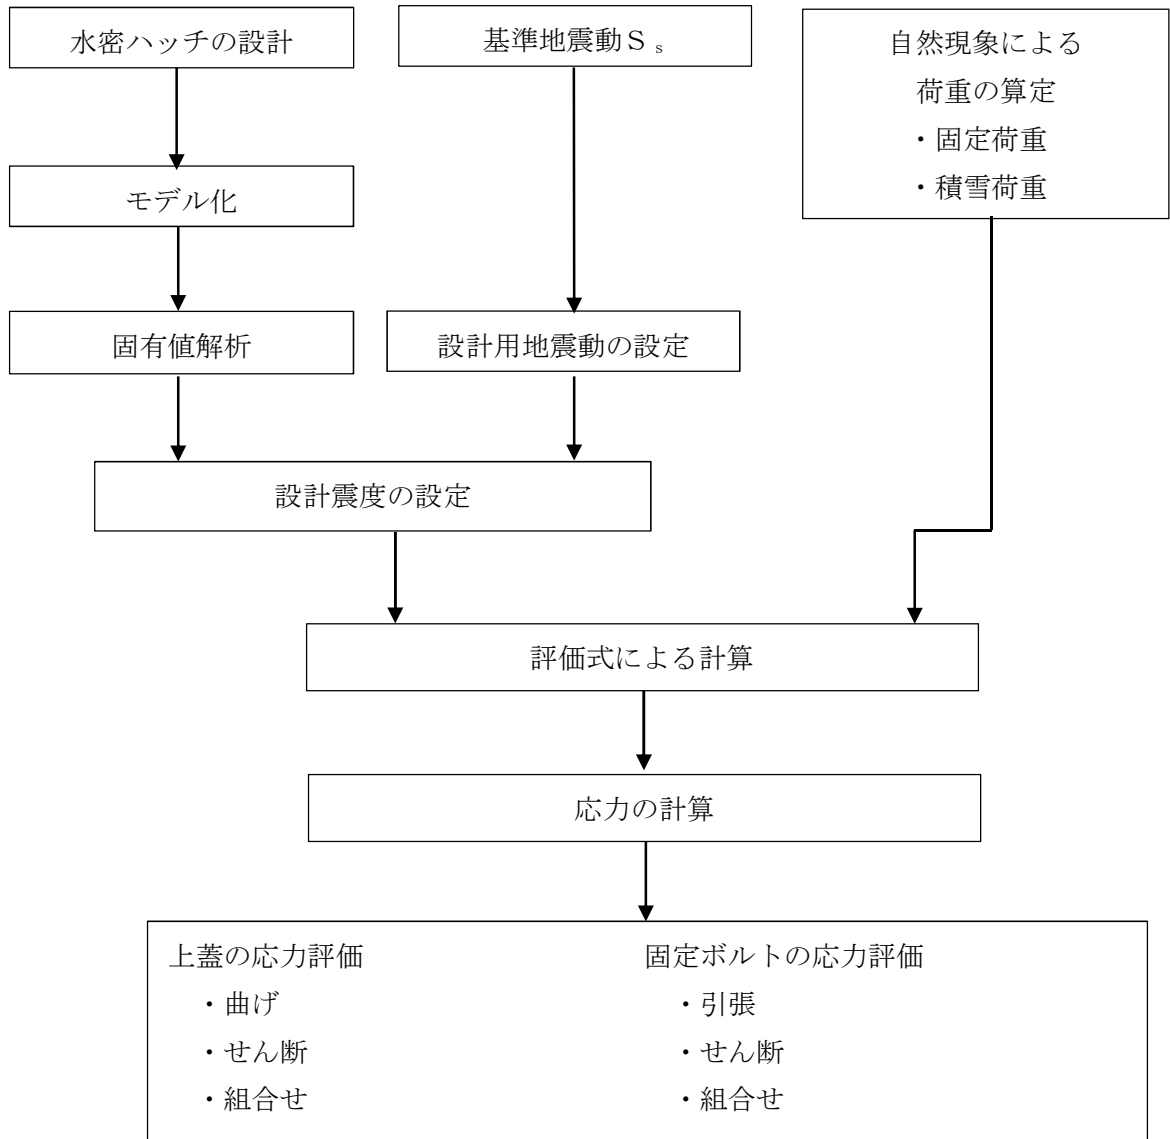 水密ハッチの設計
基準地震動Ｓｓ
自然現象による
荷重の算定
・固定荷重
・積雪荷重
モデル化
固有値解析
設計用地震動の設定
設計震度の設定
評価式による計算
応力の計算
上蓋の応力評価
・曲げ
・せん断
・組合せ
固定ボルトの応力評価
・引張
・せん断
・組合せ